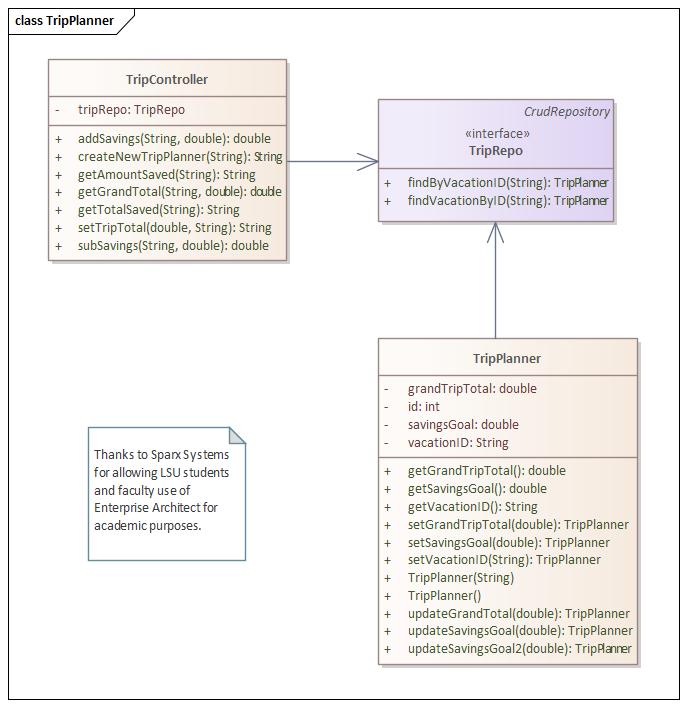 class TripPlanner
TripController
- tripRepo: TripRepo
+ addSavings(String, double): double
+ createNewTripPlanner(String): String
+ getAmountSaved(String): String
+ getGrandTotal(String, double): double
+ getTotalSaved(String): String
+ setTripTotal(double, String): String
+ subSavings(String, double): double
CrudRepository
«interface»
TripRepo
+ findByVacationID(String): TripPlanner
+ findVacationByID(String): TripPlanner
TripPlanner
- grandTripTotal: double
- id: int
- savingsGoal: double
- vacationID: String
+ getGrandTripTotal(): double
+ getSavingsGoal(): double
+ getVacationID(): String
+ setGrandTripTotal(double): TripPlanner
+ setSavingsGoal(double): TripPlanner
+ setVacationID(String): TripPlanner
+ TripPlanner(String)
+ TripPlanner()
+ updateGrandTotal(double): TripPlanner
+ updateSavingsGoal(double): TripPlanner
+ updateSavingsGoal2(double): TripPlanner
Thanks to Sparx Systems
for allowing LSU students
and faculty use of
Enterprise Architect for
academic purposes.